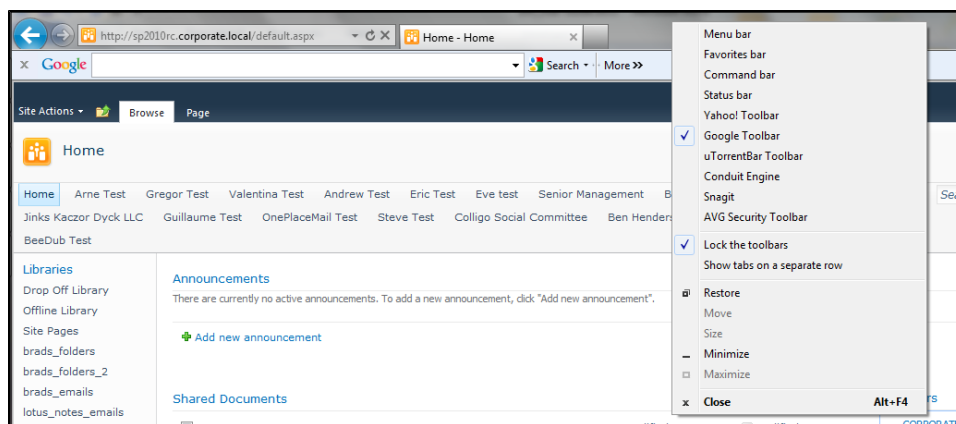 http://sp2010rc.corporate.local/default.aspx
Home - Home
x Google Search More >>
Site Actions Browse Page
Home
Home Arne Test Gregor Test Valentina Test Andrew Test Eric Test Eve test Senior Management B
Jinks Kaczor Dyck LLC Guillaume Test OnePlaceMail Test Steve Test Colligo Social Committee Ben Hender
BeeDub Test
Libraries
Drop Off Library
Offline Library
Site Pages
brads_folders
brads_folders_2
brads_emails
lotus_notes_emails
Announcements
There are currently no active announcements. To add a new announcement, click "Add new announcement".
Add new announcement
Shared Documents
Menu bar
Favorites bar
Command bar
Status bar
Yahoo! Toolbar
Google Toolbar
uTorrentBar Toolbar
Conduit Engine
Snagit
AVG Security Toolbar
Lock the toolbars
Show tabs on a separate row
Restore
Move
Size
Minimize
Maximize
x Close Alt+F4
Sea
rs